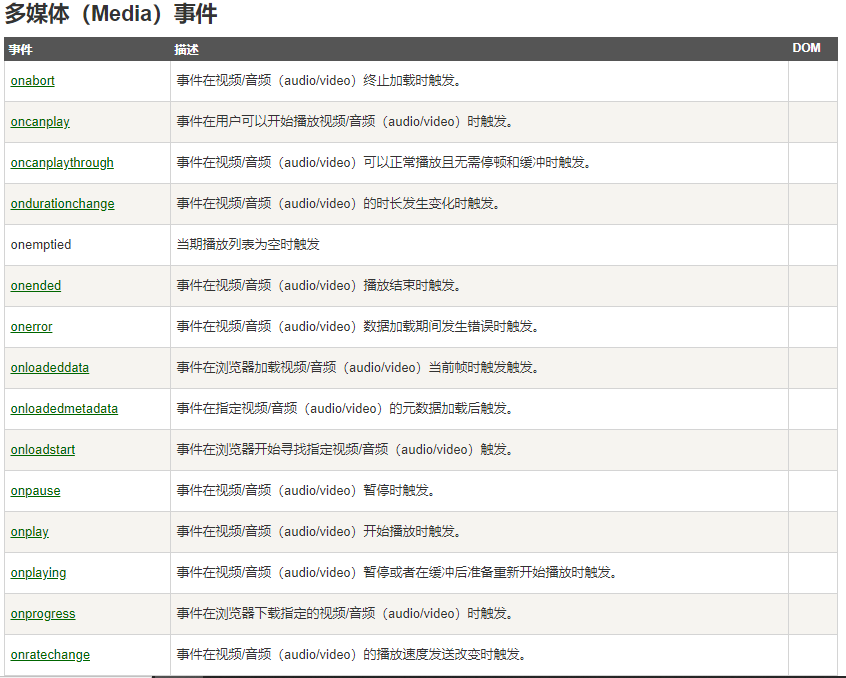 多媒体（Media）事件
事件 描述 DOM
onabort 事件在视频/音频（audio/video）终止加载时触发。
oncanplay 事件在用户可以开始播放视频/音频（audio/video）时触发。
oncanplaythrough 事件在视频/音频（audio/video）可以正常播放且无需停顿和缓冲时触发。
ondurationchange 事件在视频/音频（audio/video）的时长发生变化时触发。
onemptied 当期播放列表为空时触发
onended 事件在视频/音频（audio/video）播放结束时触发。
onerror 事件在视频/音频（audio/video）数据加载期间发生错误时触发。
onloadeddata 事件在浏览器加载视频/音频（audio/video）当前帧时触发触发。
onloadedmetadata 事件在指定视频/音频（audio/video）的元数据加载后触发。
onloadstart 事件在浏览器开始寻找指定视频/音频（audio/video）触发。
onpause 事件在视频/音频（audio/video）暂停时触发。
onplay 事件在视频/音频（audio/video）开始播放时触发。
onplaying 事件在视频/音频（audio/video）暂停或者在缓冲后准备重新开始播放时触发。
onprogress 事件在浏览器下载指定的视频/音频（audio/video）时触发。
onratechange 事件在视频/音频（audio/video）的播放速度发送改变时触发。